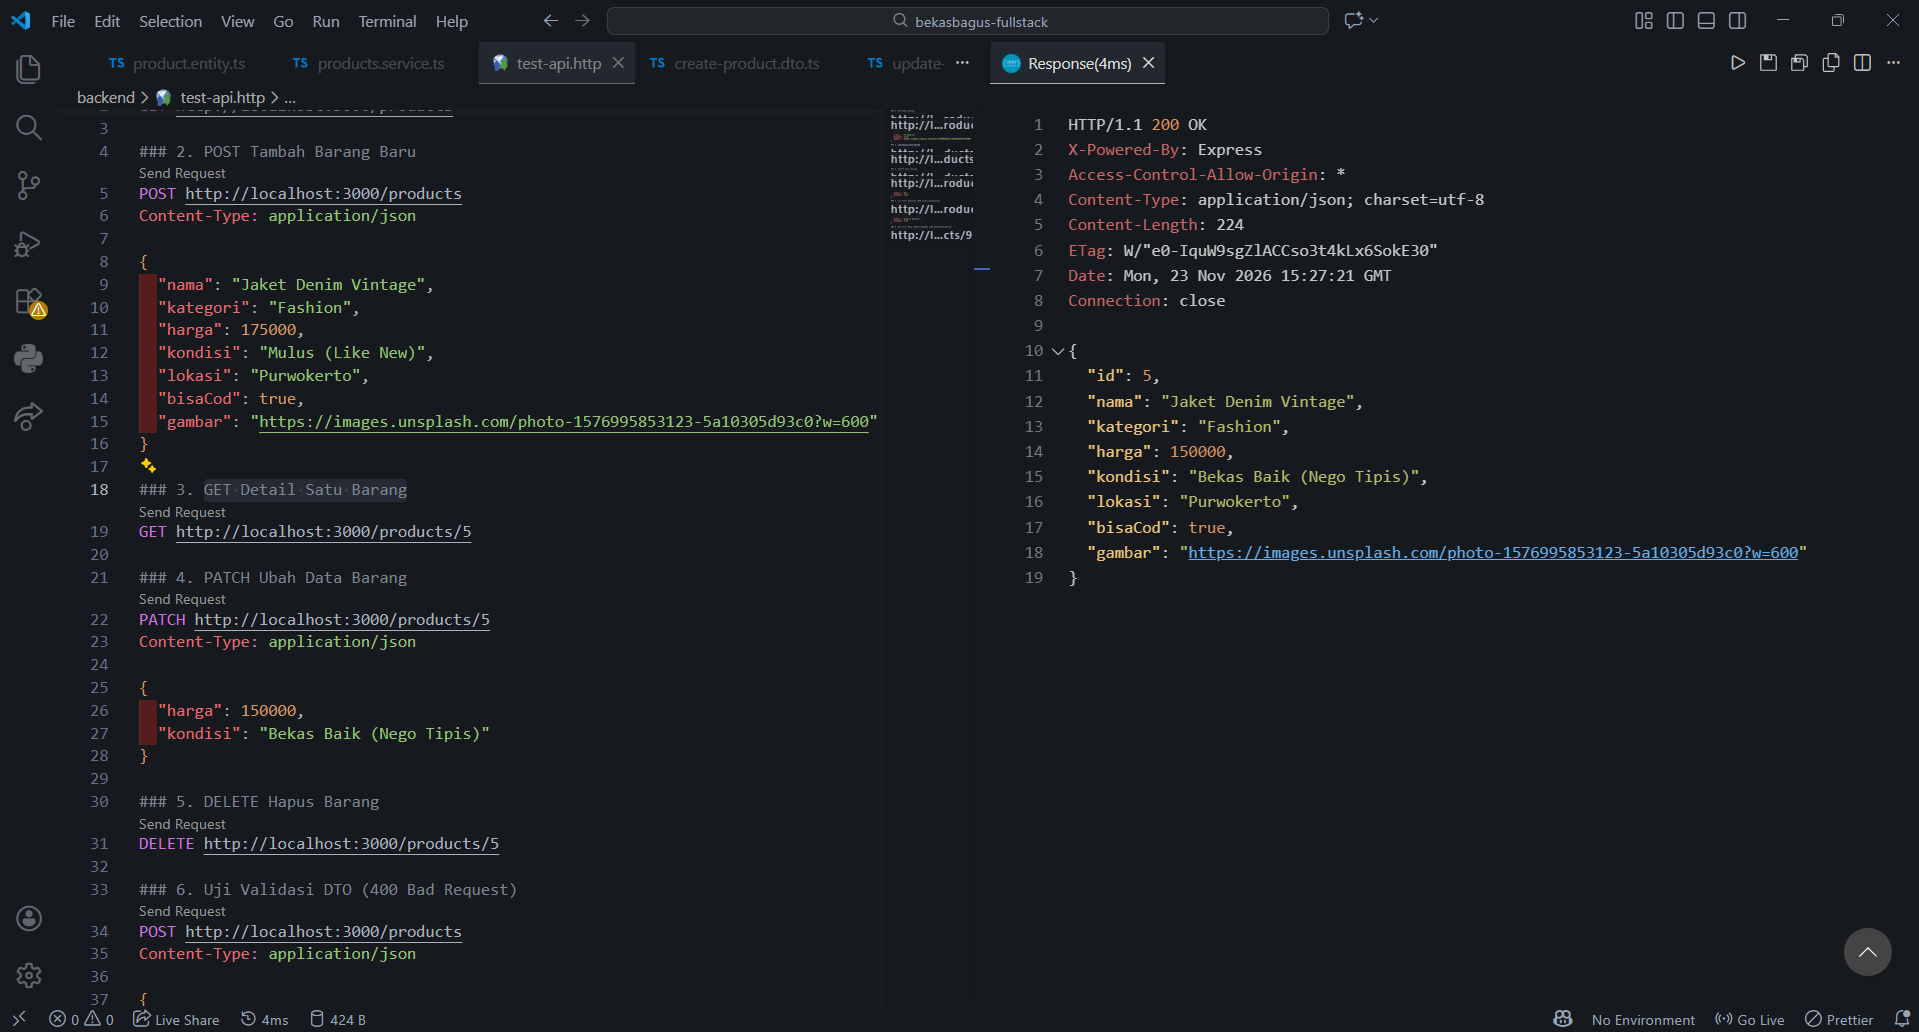 File Edit Selection View Go Run Terminal Help
bekasbagus-fullstack
TS product.entity.ts
TS products.service.ts
test-api.http
TS create-product.dto.ts
TS update-
...
Response(4ms)
backend > test-api.http > ...
3
4 ### 2. POST Tambah Barang Baru
Send Request
5 POST http://localhost:3000/products
6 Content-Type: application/json
7
8 {
9 "nama": "Jaket Denim Vintage",
10 "kategori": "Fashion",
11 "harga": 175000,
12 "kondisi": "Mulus (Like New)",
13 "lokasi": "Purwokerto",
14 "bisaCod": true,
15 "gambar": "https://images.unsplash.com/photo-1576995853123-5a10305d93c0?w=600"
16 }
17
18 ### 3. GET Detail Satu Barang
Send Request
19 GET http://localhost:3000/products/5
20
21 ### 4. PATCH Ubah Data Barang
Send Request
22 PATCH http://localhost:3000/products/5
23 Content-Type: application/json
24
25 {
26 "harga": 150000,
27 "kondisi": "Bekas Baik (Nego Tipis)"
28 }
29
30 ### 5. DELETE Hapus Barang
Send Request
31 DELETE http://localhost:3000/products/5
32
33 ### 6. Uji Validasi DTO (400 Bad Request)
Send Request
34 POST http://localhost:3000/products
35 Content-Type: application/json
36
37 {
http://l...rodu
http://l...ducts
http://l...rodu
http://l...rodu
http://l...cts/9
1 HTTP/1.1 200 OK
2 X-Powered-By: Express
3 Access-Control-Allow-Origin: *
4 Content-Type: application/json; charset=utf-8
5 Content-Length: 224
6 ETag: W/"e0-IquW9sgZlACCso3t4kLx6SokE30"
7 Date: Mon, 23 Nov 2026 15:27:21 GMT
8 Connection: close
9
10 {
11 "id": 5,
12 "nama": "Jaket Denim Vintage",
13 "kategori": "Fashion",
14 "harga": 150000,
15 "kondisi": "Bekas Baik (Nego Tipis)",
16 "lokasi": "Purwokerto",
17 "bisaCod": true,
18 "gambar": "https://images.unsplash.com/photo-1576995853123-5a10305d93c0?w=600"
19 }
0 0 Live Share 4ms 424 B No Environment Go Live Prettier